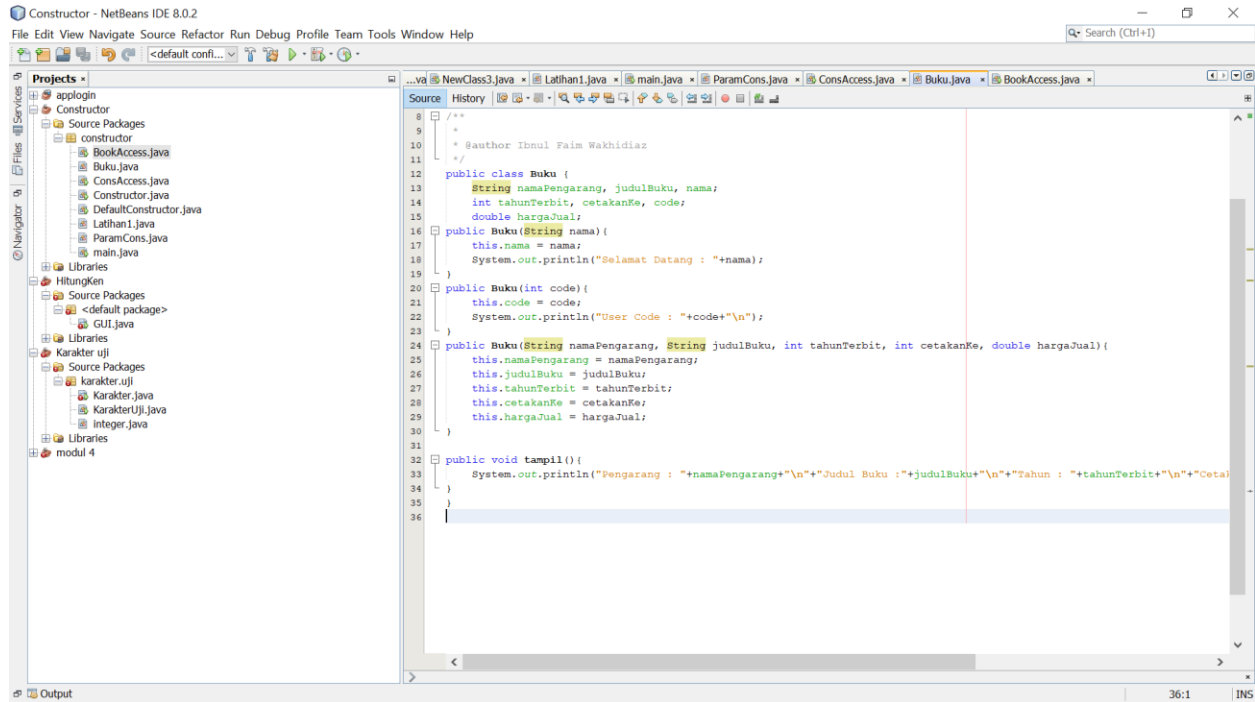 Constructor - NetBeans IDE 8.0.2
File Edit View Navigate Source Refactor Run Debug Profile Team Tools Window Help
Search (Ctrl+I)
<default confi...
Projects
Services
Files
Navigator
applogin
Constructor
Source Packages
constructor
BookAccess.java
Buku.java
ConsAccess.java
Constructor.java
DefaultConstructor.java
Latihan1.java
ParamCons.java
main.java
Libraries
HitungKen
Source Packages
<default package>
GUI.java
Libraries
Karakter uji
Source Packages
karakter.uji
Karakter.java
KarakterUji.java
integer.java
Libraries
modul 4
...va NewClass3.java Latihan1.java main.java ParamCons.java ConsAccess.java Buku.java BookAccess.java
Source History
8 /**
9 *
10 * @author Ibnul Faim Wakhidiaz
11 */
12 public class Buku {
13 String namaPengarang, judulBuku, nama;
14 int tahunTerbit, cetakanKe, code;
15 double hargaJual;
16 public Buku(String nama){
17 this.nama = nama;
18 System.out.println("Selamat Datang : "+nama);
19 }
20 public Buku(int code){
21 this.code = code;
22 System.out.println("User Code : "+code+"\n");
23 }
24 public Buku(String namaPengarang, String judulBuku, int tahunTerbit, int cetakanKe, double hargaJual){
25 this.namaPengarang = namaPengarang;
26 this.judulBuku = judulBuku;
27 this.tahunTerbit = tahunTerbit;
28 this.cetakanKe = cetakanKe;
29 this.hargaJual = hargaJual;
30 }
31
32 public void tampil(){
33 System.out.println("Pengarang : "+namaPengarang+"\n"+"Judul Buku :"+judulBuku+"\n"+"Tahun : "+tahunTerbit+"\n"+"Ceta
34 }
35 }
36
Output
36:1
INS